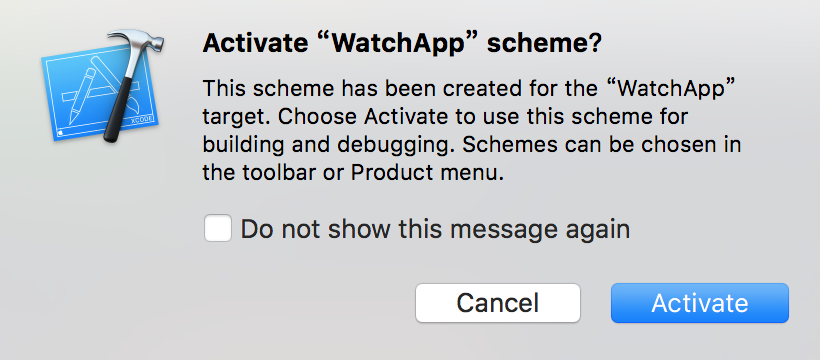 Activate “WatchApp” scheme?
This scheme has been created for the “WatchApp”
target. Choose Activate to use this scheme for
building and debugging. Schemes can be chosen in
the toolbar or Product menu.
XCODE
Do not show this message again
Cancel
Activate